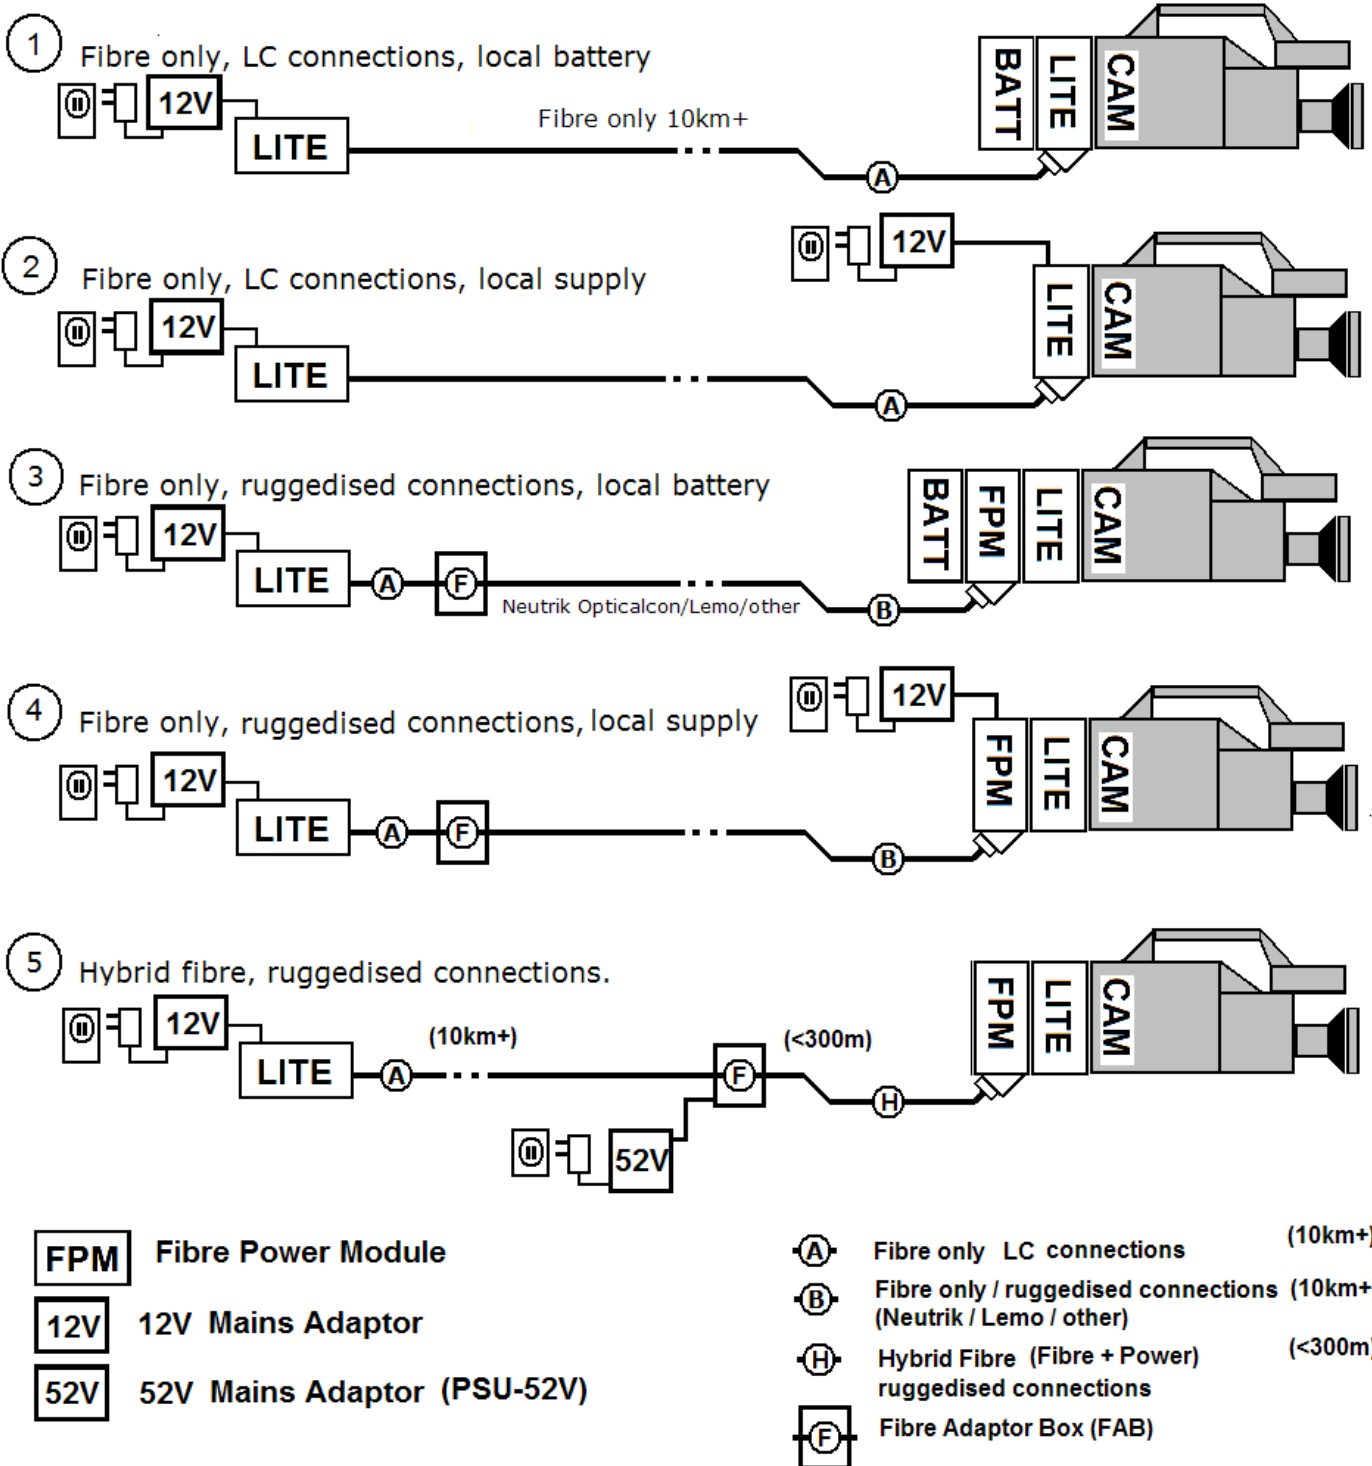 1
Fibre only, LC connections, local battery
12V
LITE
Fibre only 10km+
A
BATT
LITE
CAM
2
Fibre only, LC connections, local supply
12V
LITE
A
12V
LITE
CAM
3
Fibre only, ruggedised connections, local battery
12V
LITE
A
F
Neutrik Opticalcon/Lemo/other
B
BATT
FPM
LITE
CAM
4
Fibre only, ruggedised connections, local supply
12V
LITE
A
F
B
12V
FPM
LITE
CAM
5
Hybrid fibre, ruggedised connections.
12V
LITE
A
(10km+)
52V
F
(<300m)
H
FPM
LITE
CAM
FPM Fibre Power Module
12V 12V Mains Adaptor
52V 52V Mains Adaptor (PSU-52V)
A Fibre only LC connections (10km+)
B Fibre only / ruggedised connections (10km+
(Neutrik / Lemo / other)
H Hybrid Fibre (Fibre + Power) (<300m)
ruggedised connections
F Fibre Adaptor Box (FAB)